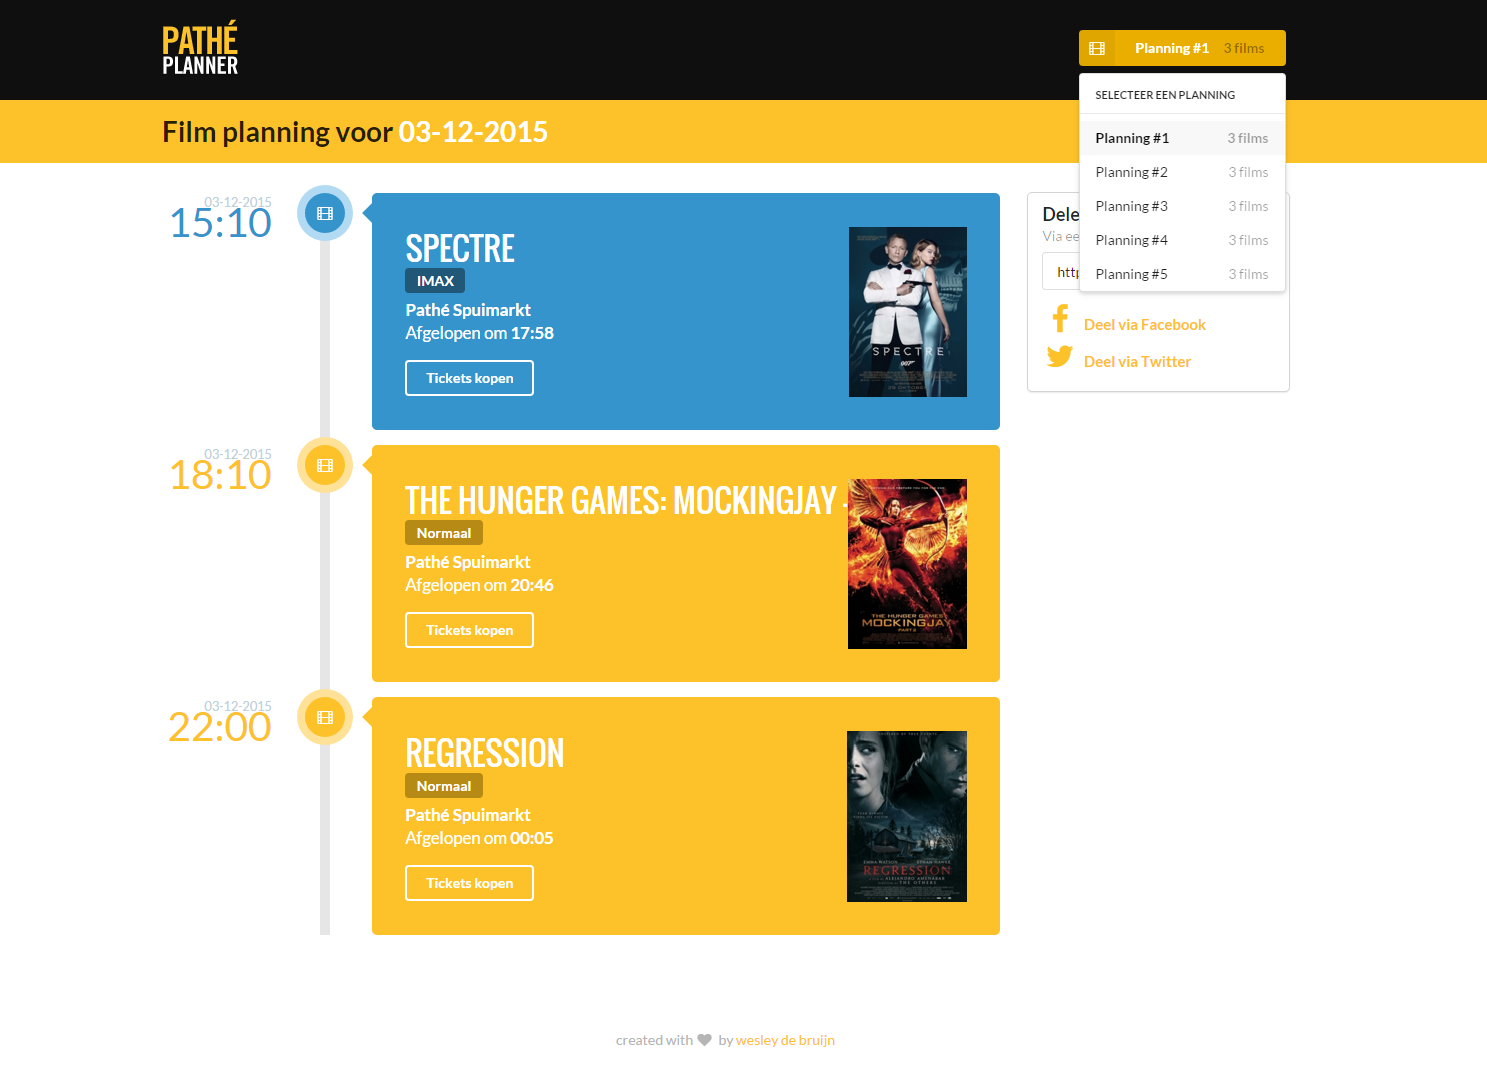 PATHÉ
PLANNER
Planning #1 3 films
SELECTEER EEN PLANNING
Planning #1 3 films
Planning #2 3 films
Planning #3 3 films
Planning #4 3 films
Planning #5 3 films
Film planning voor 03-12-2015
03-12-2015
15:10
SPECTRE
IMAX
Pathé Spuimarkt
Afgelopen om 17:58
Tickets kopen
SPECTRE
007
Dele
Via ee
http
Deel via Facebook
Deel via Twitter
03-12-2015
18:10
THE HUNGER GAMES: MOCKINGJAY -
Normaal
Pathé Spuimarkt
Afgelopen om 20:46
Tickets kopen
THE HUNGER GAMES
MOCKINGJAY
PART 2
03-12-2015
22:00
REGRESSION
Normaal
Pathé Spuimarkt
Afgelopen om 00:05
Tickets kopen
EMMA WATSON ETHAN HAWKE
REGRESSION
created with by wesley de bruijn